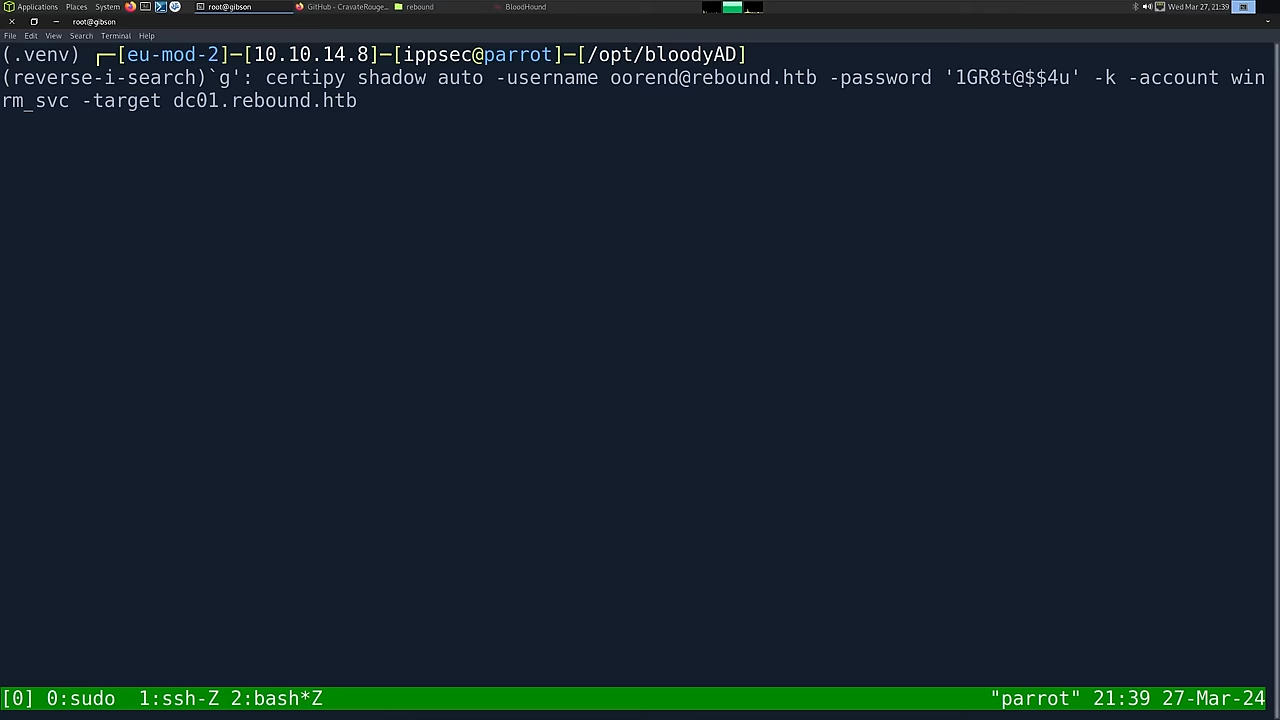 Applications Places System root@gibson GitHub - CravateRouge... rebound BloodHound Wed Mar 27, 21:39
root@gibson
File Edit View Search Terminal Help
(.venv) ┌─[eu-mod-2]─[10.10.14.8]─[ippsec@parrot]─[/opt/bloodyAD]
(reverse-i-search)`g': certipy shadow auto -username oorend@rebound.htb -password '1GR8t@$$4u' -k -account win
rm_svc -target dc01.rebound.htb
[0] 0:sudo 1:ssh-Z 2:bash*Z "parrot" 21:39 27-Mar-24